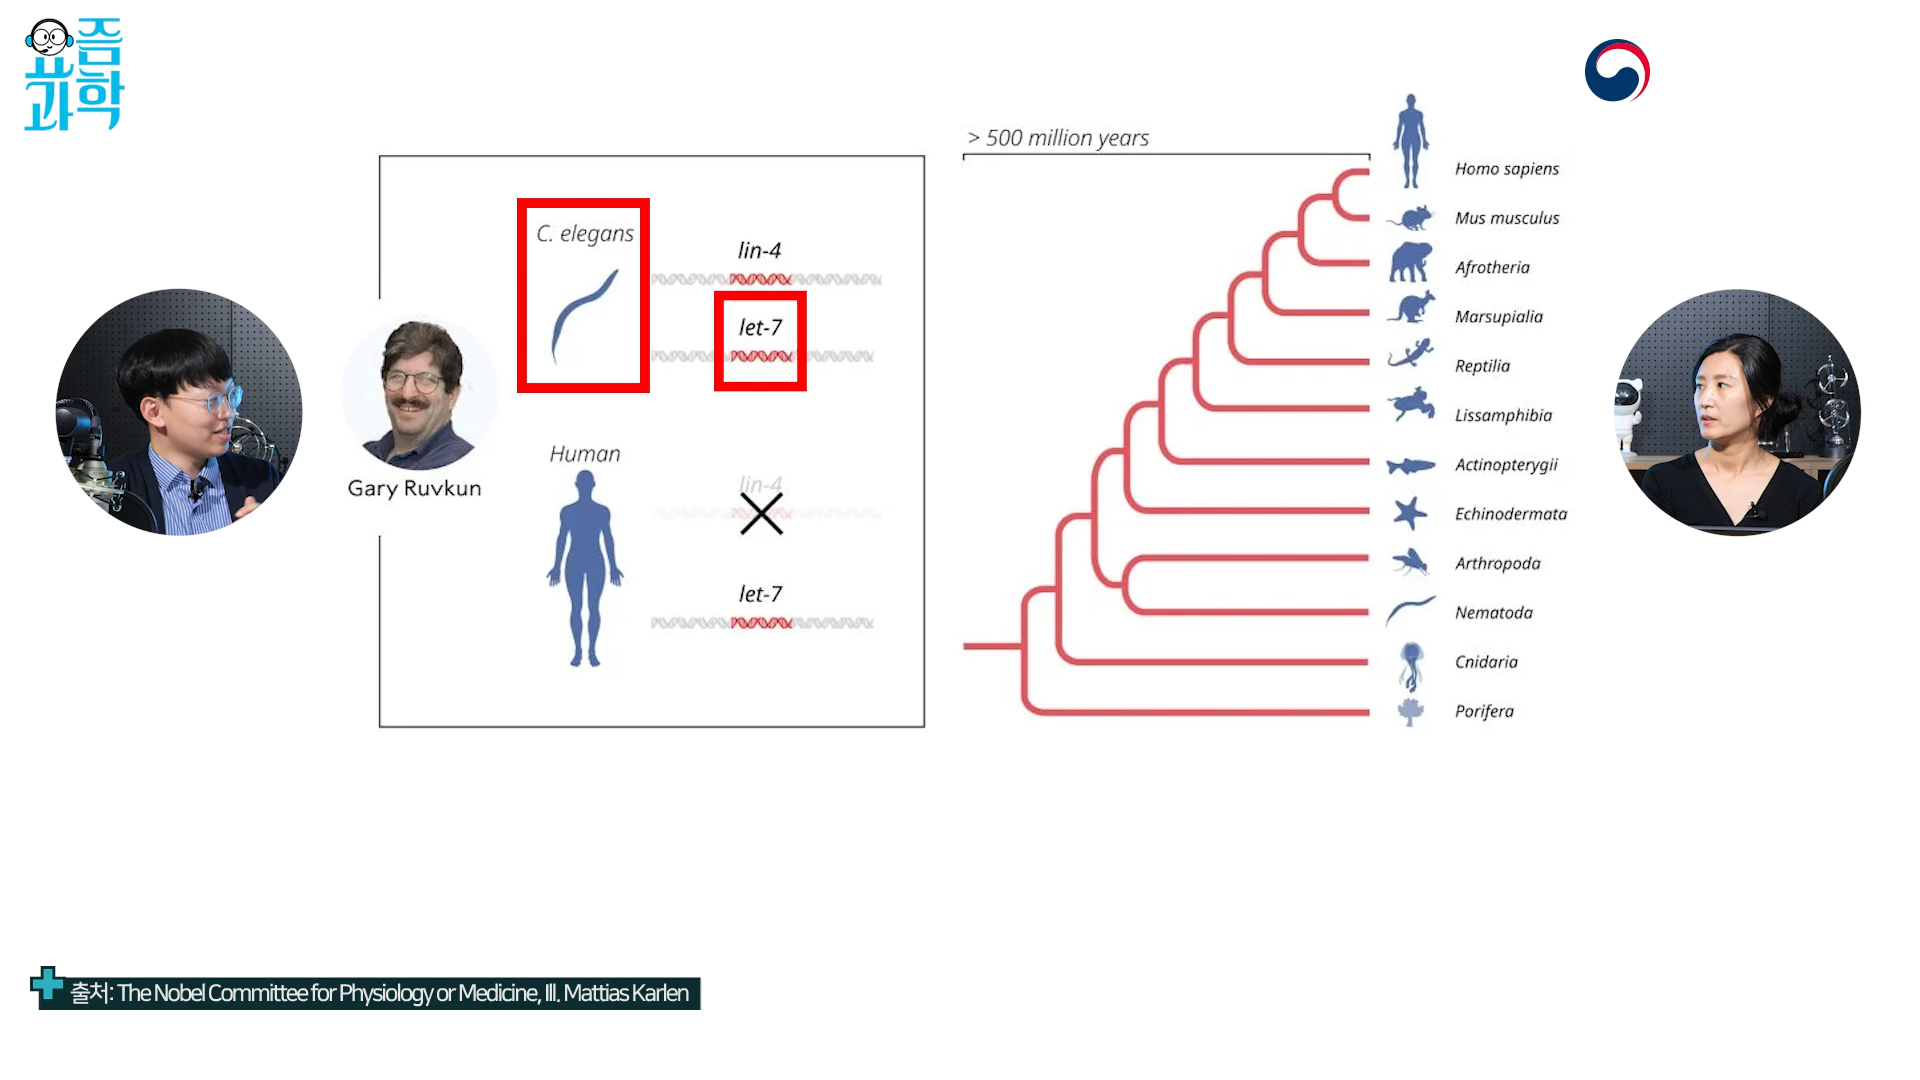 요즘
과학
> 500 million years
C. elegans
lin-4
let-7
Gary Ruvkun
Human
lin-4
let-7
Homo sapiens
Mus musculus
Afrotheria
Marsupialia
Reptilia
Lissamphibia
Actinopterygii
Echinodermata
Arthropoda
Nematoda
Cnidaria
Porifera
출처: The Nobel Committee for Physiology or Medicine, Ill. Mattias Karlen